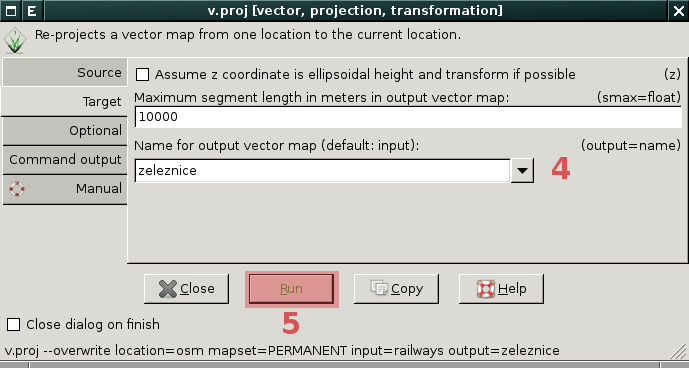 E v.proj [vector, projection, transformation]
Re-projects a vector map from one location to the current location.
Source
Target
Optional
Command output
Manual
Assume z coordinate is ellipsoidal height and transform if possible (z)
Maximum segment length in meters in output vector map: (smax=float)
10000
Name for output vector map (default: input): (output=name)
zeleznice 4
Close Run Copy Help
5
Close dialog on finish
v.proj --overwrite location=osm mapset=PERMANENT input=railways output=zeleznice